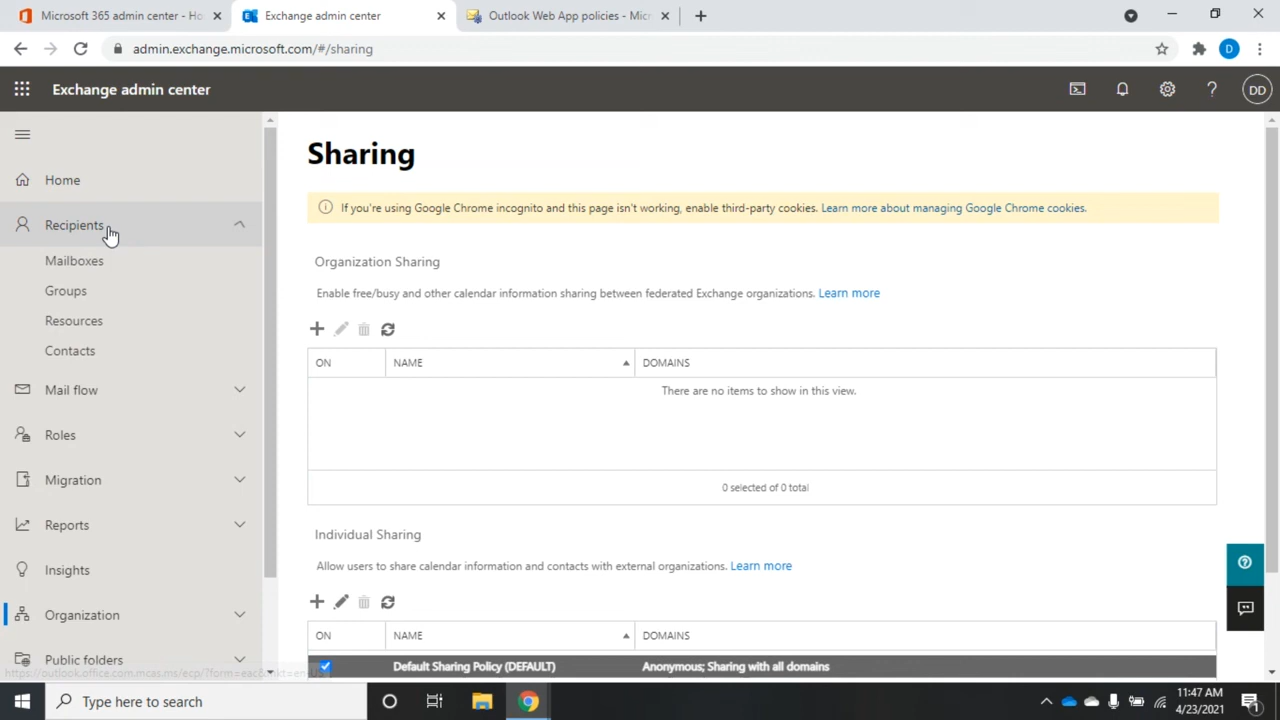 Microsoft 365 admin center - Ho
Exchange admin center
Outlook Web App policies - Micr
admin.exchange.microsoft.com/#/sharing
D
Exchange admin center
DD
Home
Recipients
Mailboxes
Groups
Resources
Contacts
Mail flow
Roles
Migration
Reports
Insights
Organization
Public folders
Sharing
If you're using Google Chrome incognito and this page isn't working, enable third-party cookies. Learn more about managing Google Chrome cookies.
Organization Sharing
Enable free/busy and other calendar information sharing between federated Exchange organizations. Learn more
ON NAME DOMAINS
There are no items to show in this view.
0 selected of 0 total
Individual Sharing
Allow users to share calendar information and contacts with external organizations. Learn more
ON NAME DOMAINS
Default Sharing Policy (DEFAULT) Anonymous; Sharing with all domains
Type here to search
11:47 AM
4/23/2021
1